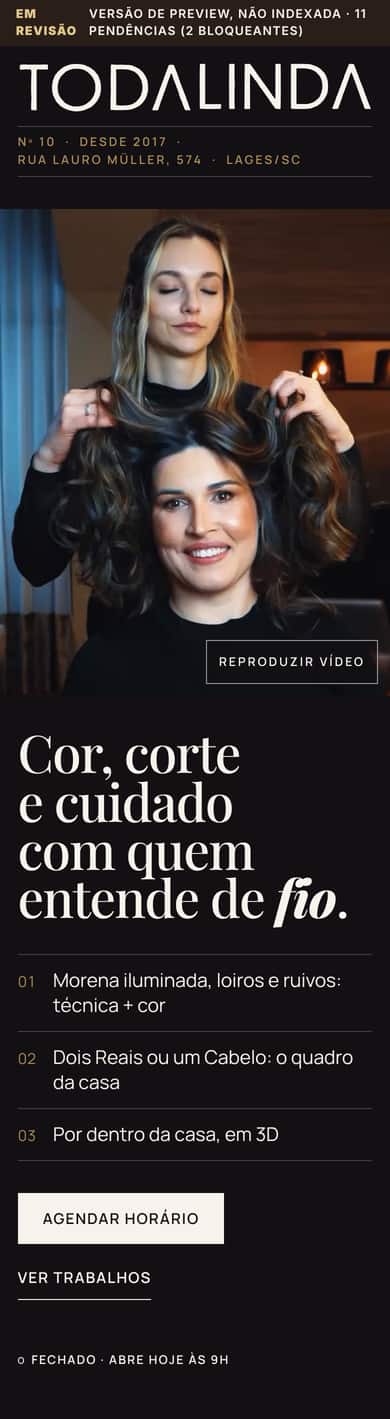 EM REVISÃO
VERSÃO DE PREVIEW, NÃO INDEXADA · 11 PENDÊNCIAS (2 BLOQUEANTES)
TODALINDA
Nº 10 · DESDE 2017 ·
RUA LAURO MÜLLER, 574 · LAGES/SC
REPRODUZIR VÍDEO
Cor, corte
e cuidado
com quem
entende de fio.
01 Morena iluminada, loiros e ruivos:
técnica + cor
02 Dois Reais ou um Cabelo: o quadro
da casa
03 Por dentro da casa, em 3D
AGENDAR HORÁRIO
VER TRABALHOS
FECHADO · ABRE HOJE ÀS 9H